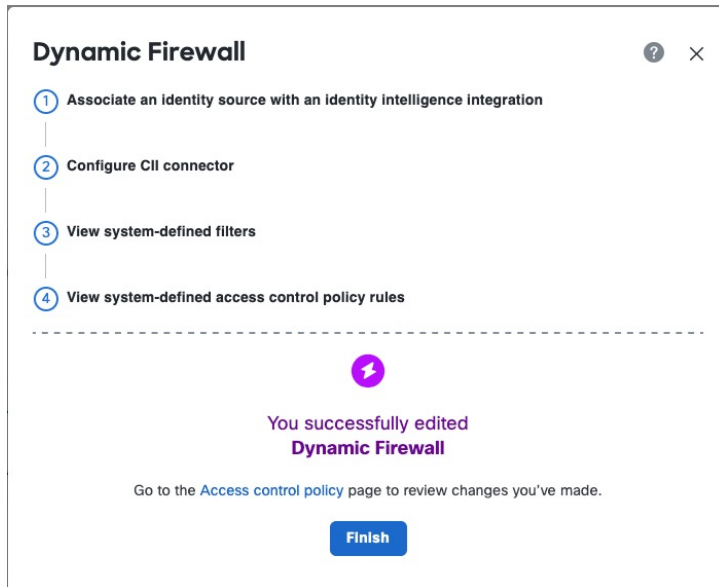 Dynamic Firewall
?
1 Associate an identity source with an identity intelligence integration
2 Configure CII connector
3 View system-defined filters
4 View system-defined access control policy rules
You successfully edited
Dynamic Firewall
Go to the Access control policy page to review changes you've made.
Finish